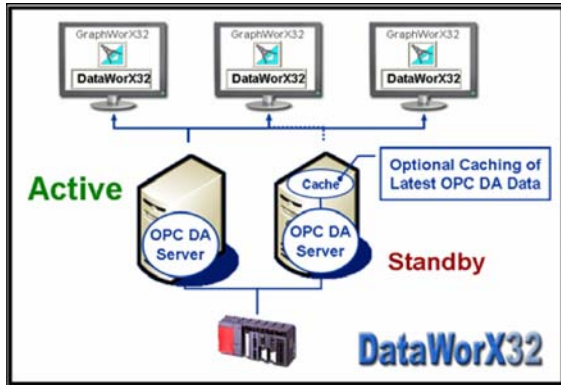 GraphWorX32
DataWorX32
GraphWorX32
DataWorX32
GraphWorX32
DataWorX32
Active
Cache
Optional Caching of
Latest OPC DA Data
OPC DA
Server
OPC DA
Server
Standby
DataWorX32